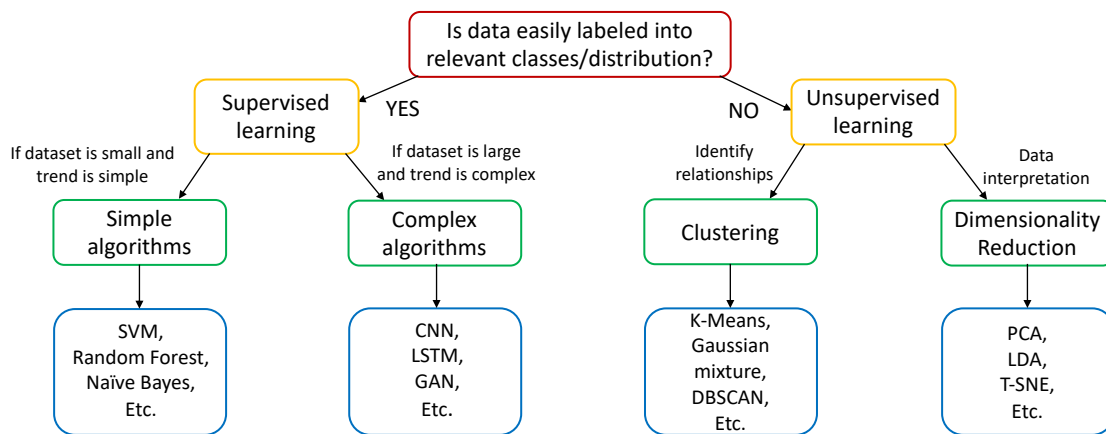 Is data easily labeled into
relevant classes/distribution?
Supervised
learning
YES
NO
Unsupervised
learning
If dataset is small and
trend is simple
If dataset is large
and trend is complex
Identify
relationships
Data
interpretation
Simple
algorithms
Complex
algorithms
Clustering
Dimensionality
Reduction
SVM,
Random Forest,
Naïve Bayes,
Etc.
CNN,
LSTM,
GAN,
Etc.
K-Means,
Gaussian
mixture,
DBSCAN,
Etc.
PCA,
LDA,
T-SNE,
Etc.